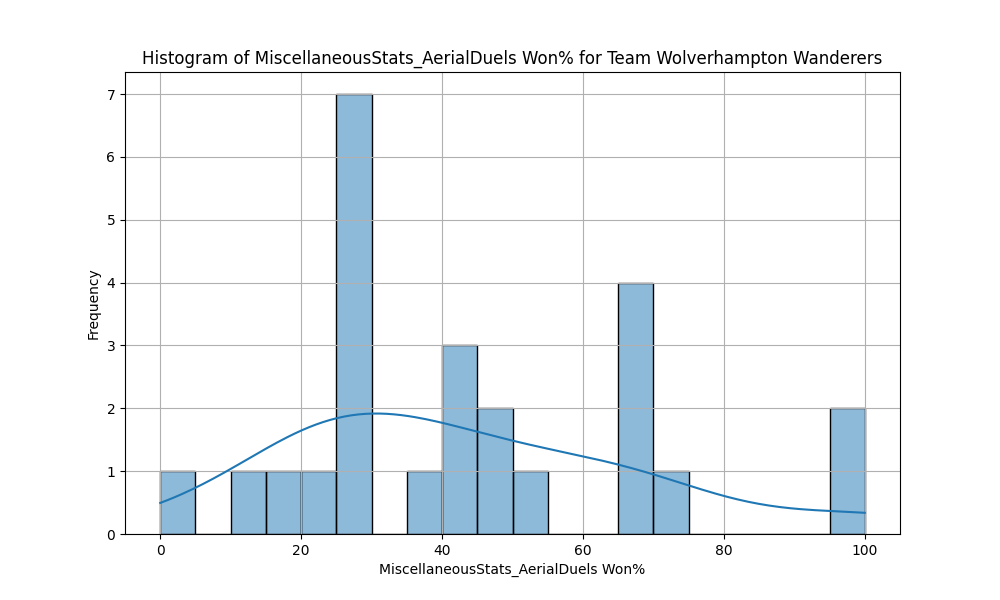 Histogram of MiscellaneousStats_AerialDuels Won% for Team Wolverhampton Wanderers
7
6
5
4
3
2
1
0
Frequency
0 20 40 60 80 100
MiscellaneousStats_AerialDuels Won%